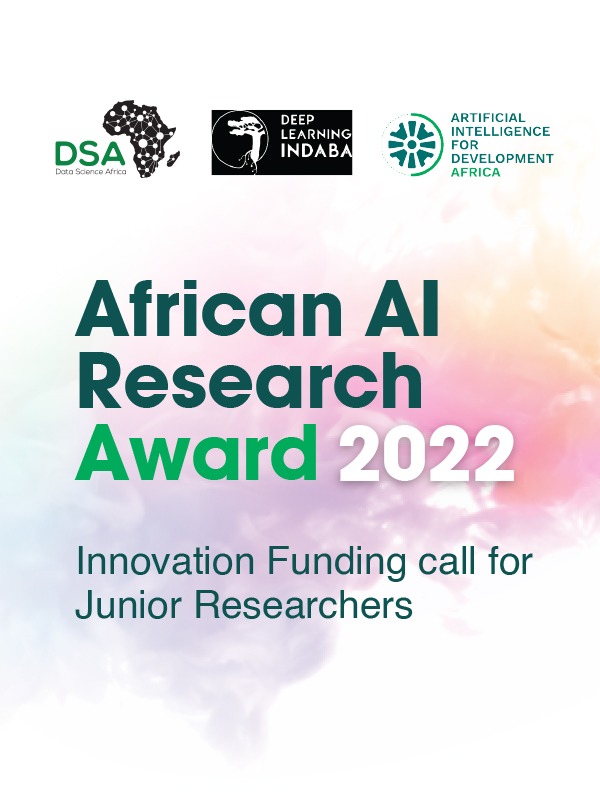 DSA
Data Science Africa
DEEP
LEARNING
INDABA
ARTIFICIAL
INTELLIGENCE
FOR
DEVELOPMENT
AFRICA
African AI
Research
Award 2022
Innovation Funding call for
Junior Researchers